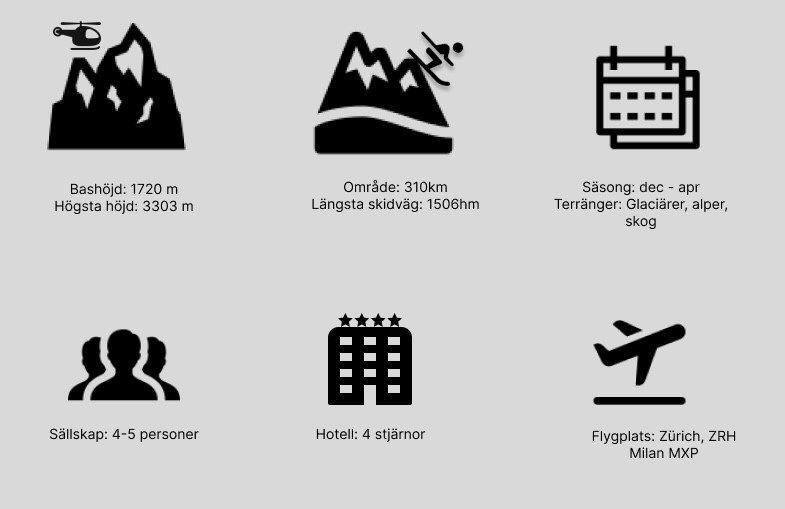 Bashöjd: 1720 m
Högsta höjd: 3303 m
Område: 310km
Längsta skidväg: 1506hm
Säsong: dec - apr
Terränger: Glaciärer, alper,
skog
Sällskap: 4-5 personer
Hotell: 4 stjärnor
Flygplats: Zürich, ZRH
Milan MXP